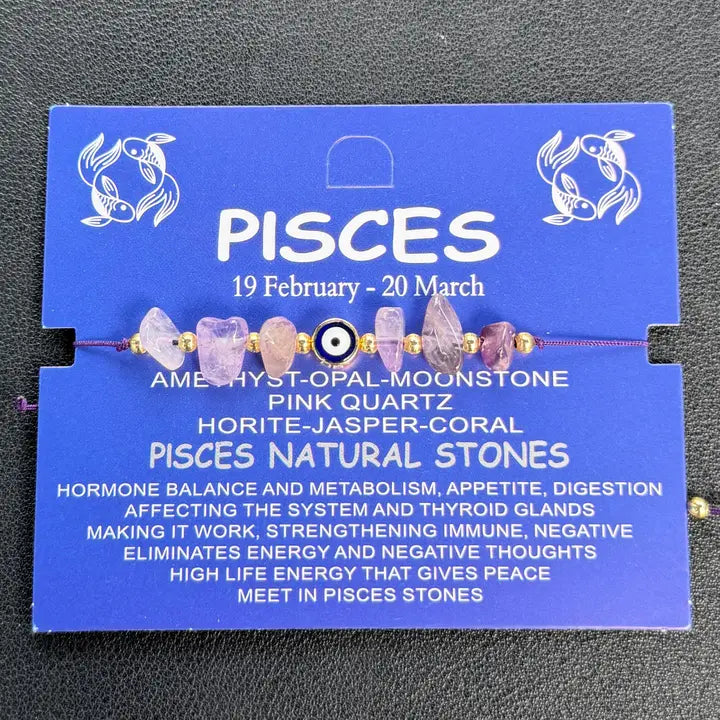 PISCES
19 February - 20 March
AMETHYST-OPAL-MOONSTONE
PINK QUARTZ
HORITE-JASPER-CORAL
PISCES NATURAL STONES
HORMONE BALANCE AND METABOLISM, APPETITE, DIGESTION
AFFECTING THE SYSTEM AND THYROID GLANDS
MAKING IT WORK, STRENGTHENING IMMUNE, NEGATIVE
ELIMINATES ENERGY AND NEGATIVE THOUGHTS
HIGH LIFE ENERGY THAT GIVES PEACE
MEET IN PISCES STONES